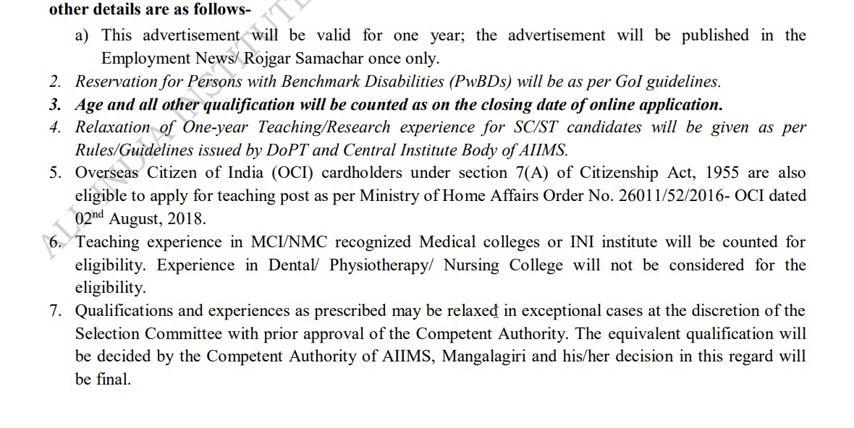 other details are as follows-
a) This advertisement will be valid for one year; the advertisement will be published in the
Employment News/ Rojgar Samachar once only.
2. Reservation for Persons with Benchmark Disabilities (PwBDs) will be as per GoI guidelines.
3. Age and all other qualification will be counted as on the closing date of online application.
4. Relaxation of One-year Teaching/Research experience for SC/ST candidates will be given as per
Rules/Guidelines issued by DoPT and Central Institute Body of AIIMS.
5. Overseas Citizen of India (OCI) cardholders under section 7(A) of Citizenship Act, 1955 are also
eligible to apply for teaching post as per Ministry of Home Affairs Order No. 26011/52/2016- OCI dated
02nd August, 2018.
6. Teaching experience in MCI/NMC recognized Medical colleges or INI institute will be counted for
eligibility. Experience in Dental/ Physiotherapy/ Nursing College will not be considered for the
eligibility.
7. Qualifications and experiences as prescribed may be relaxed in exceptional cases at the discretion of the
Selection Committee with prior approval of the Competent Authority. The equivalent qualification will
be decided by the Competent Authority of AIIMS, Mangalagiri and his/her decision in this regard will
be final.
ALL INDIA INSTITUT